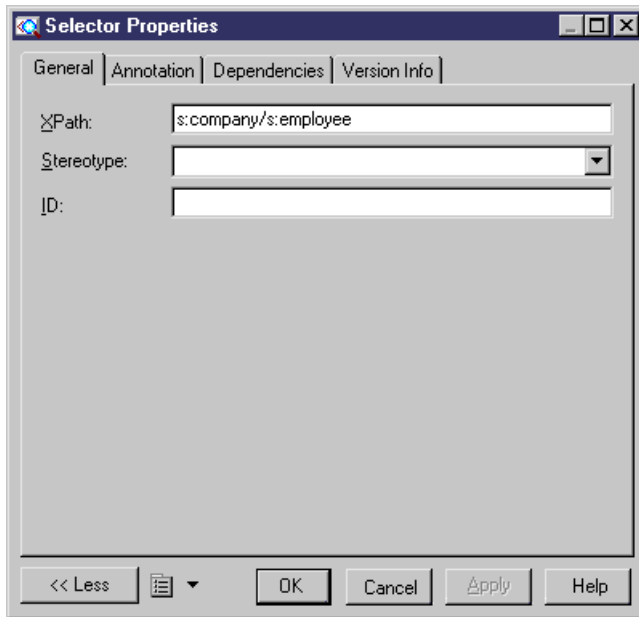 Selector Properties
General Annotation Dependencies Version Info
XPath: s:company/s:employee
Stereotype:
ID:
<< Less OK Cancel Apply Help